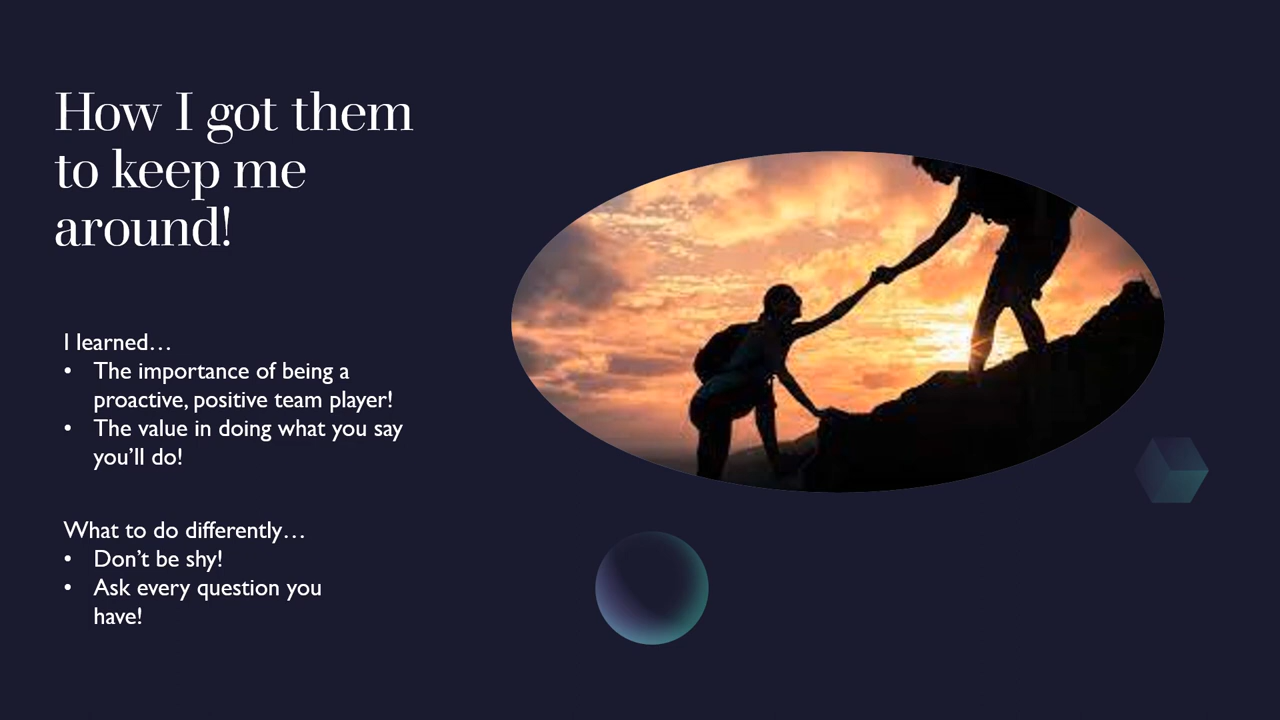 How I got them
to keep me
around!
I learned…
• The importance of being a
proactive, positive team player!
• The value in doing what you say
you’ll do!
What to do differently…
• Don’t be shy!
• Ask every question you
have!